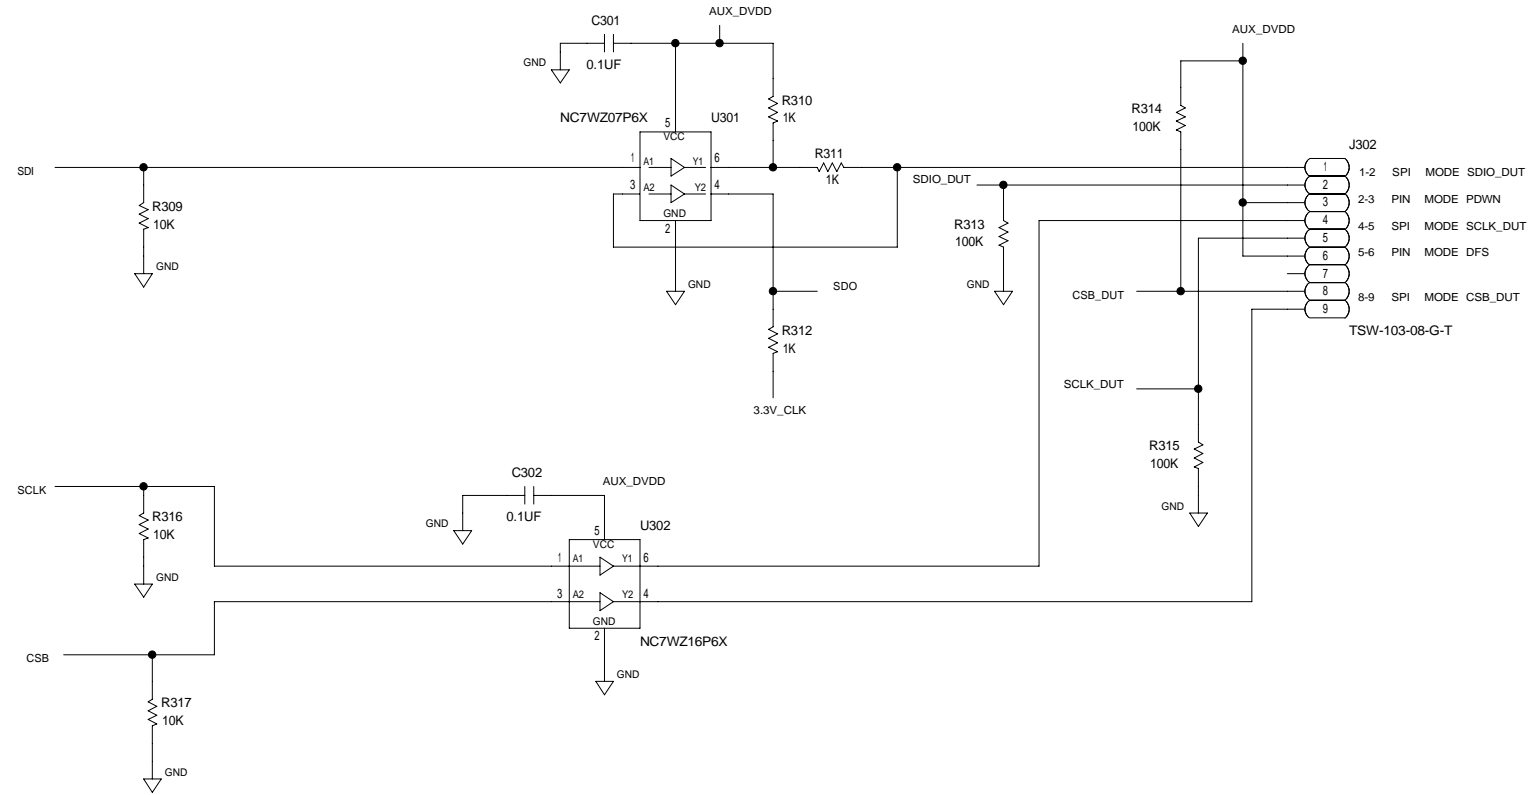 AUX_DVDD
C301
GND
0.1UF
AUX_DVDD
R310
1K
R314
100K
NC7WZ07P6X
U301
5
VCC
J302
SDI
1
A1
Y1
6
R311
1K
1
1-2 SPI MODE SDIO_DUT
3
A2
Y2
4
SDIO_DUT
2
2-3 PIN MODE PDWN
3
R309
10K
GND
2
R313
100K
4
4-5 SPI MODE SCLK_DUT
5
5-6 PIN MODE DFS
6
GND
7
GND
SDO
GND
CSB_DUT
8
8-9 SPI MODE CSB_DUT
9
TSW-103-08-G-T
R312
1K
3.3V_CLK
SCLK_DUT
R315
100K
GND
SCLK
C302
AUX_DVDD
GND
0.1UF
R316
10K
U302
5
VCC
1
A1
Y1
6
GND
3
A2
Y2
4
GND
2
NC7WZ16P6X
CSB
GND
R317
10K
GND